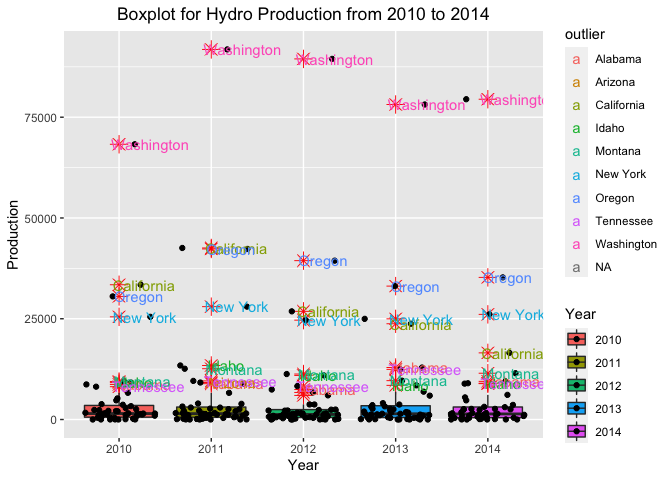 Boxplot for Hydro Production from 2010 to 2014
Production
75000
50000
25000
0
Washington
Washington
Washington
Washington
Washington
California
Oregon
New York
Montana
California
Oregon
New York
Idaho
Montana
Tennessee
Oregon
California
New York
Montana
Idaho
Tennessee
Alabama
Oregon
New York
California
Alabama
Tennessee
Montana
Idaho
Oregon
New York
California
Montana
2010
2011
2012
2013
2014
Year
outlier
a Alabama
a Arizona
a California
a Idaho
a Montana
a New York
a Oregon
a Tennessee
a Washington
a NA
Year
2010
2011
2012
2013
2014